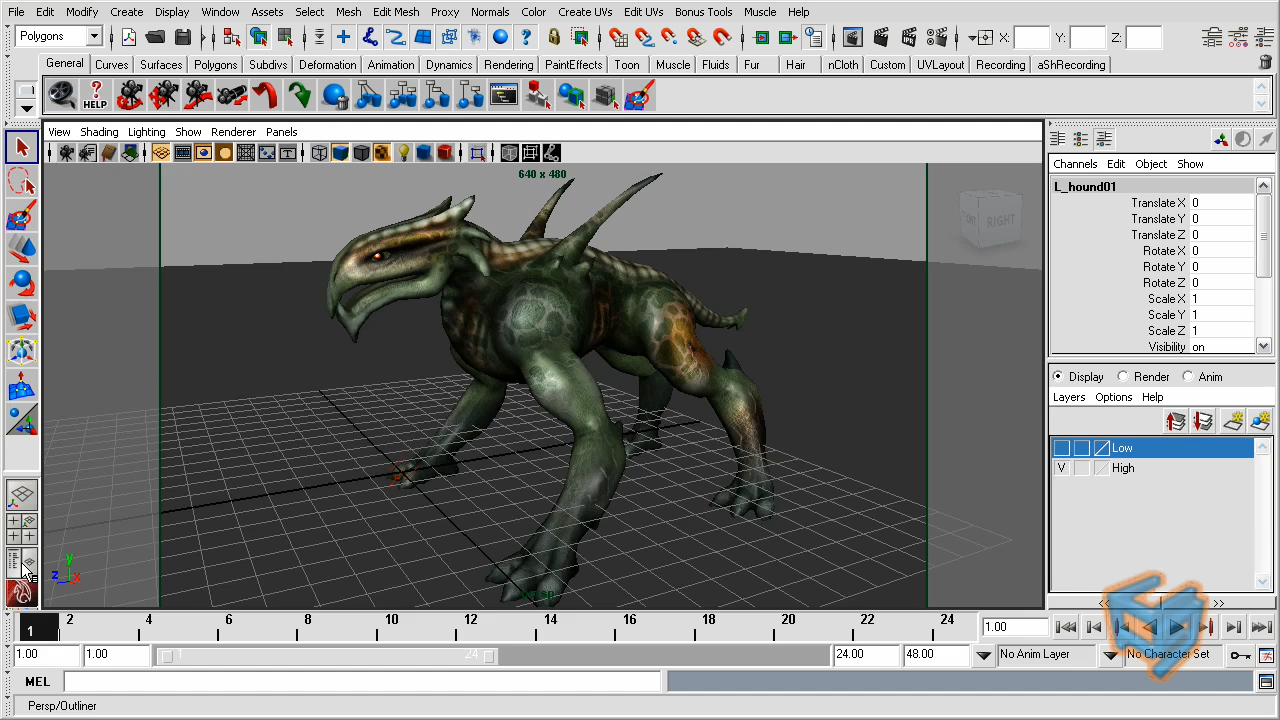 File Edit Modify Create Display Window Assets Select Mesh Edit Mesh Proxy Normals Color Create UVs Edit UVs Bonus Tools Muscle Help
Polygons X: Y: Z:
General Curves Surfaces Polygons Subdivs Deformation Animation Dynamics Rendering PaintEffects Toon Muscle Fluids Fur Hair nCloth Custom UVLayout Recording aShRecording
HELP
View Shading Lighting Show Renderer Panels
Channels Edit Object Show
640 x 480
L_hound01
Translate X 0
Translate Y 0
Translate Z 0
Rotate X 0
Rotate Y 0
Rotate Z 0
Scale X 1
Scale Y 1
Scale Z 1
Visibility on
RIGHT
Display Render Anim
Layers Options Help
Low
V High
y
z x
persp
1 2 4 6 8 10 12 14 16 18 20 22 24 1.00
1.00 1.00 1 24 24.00 48.00 No Anim Layer No Character Set
MEL
Persp/Outliner